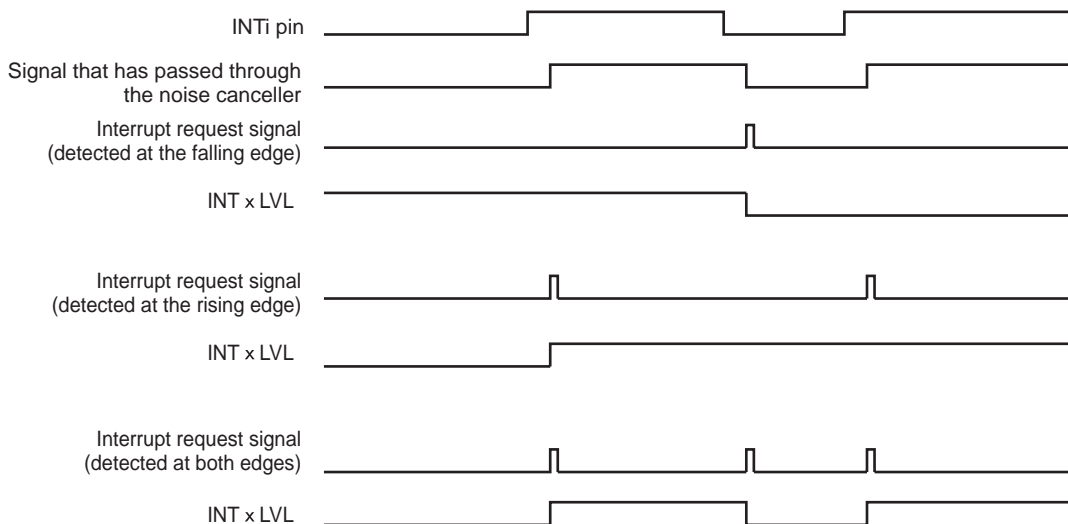 INTi pin
Signal that has passed through
the noise canceller
Interrupt request signal
(detected at the falling edge)
INT x LVL
Interrupt request signal
(detected at the rising edge)
INT x LVL
Interrupt request signal
(detected at both edges)
INT x LVL